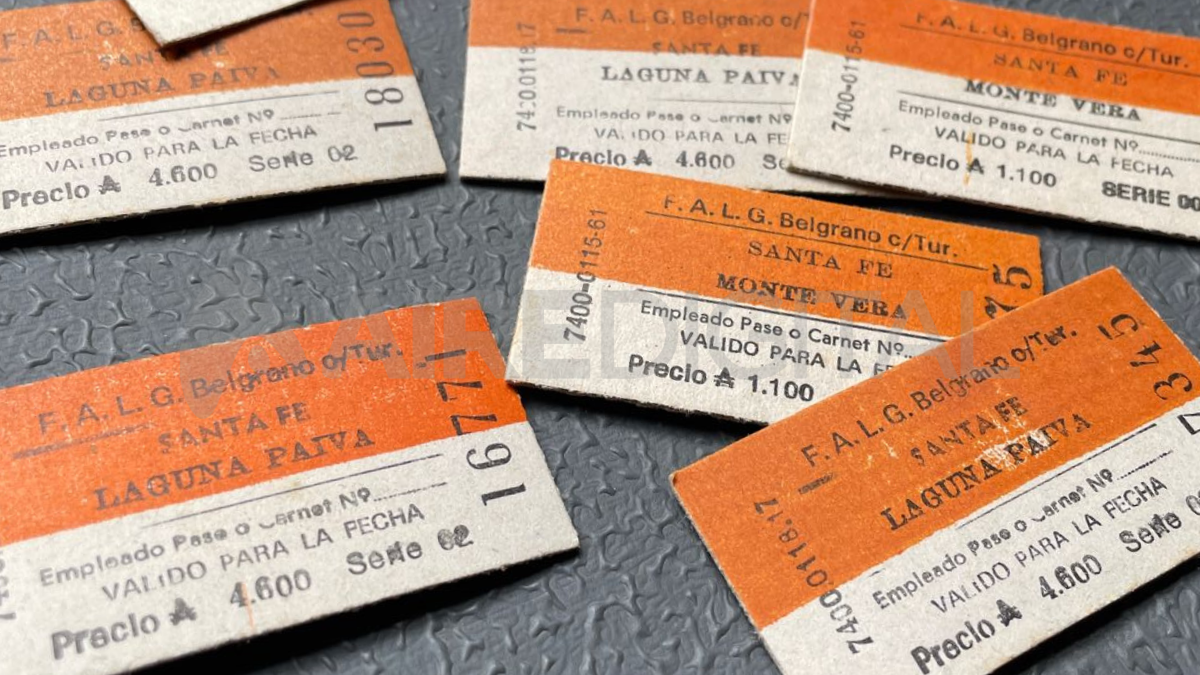 F. A. L. G. B
SANTA FE
LAGUNA PAIVA
Empleado Pase o Carnet Nº
VALIDO PARA LA FECHA
Precio ₳ 4.600 Serie 02
18030
F. A. L. G. Belgrano c/T
SANTA FE
LAGUNA PAIVA
Empleado Pase o Carnet Nº
VALIDO PARA LA FE
Precio ₳ 4.600 Se
7400.0118.17
F. A. L. G. Belgrano c/Tur.
SANTA FE
MONTE VERA
Empleado Pase o Carnet Nº
VALIDO PARA LA FECHA
Precio ₳ 1.100 SERIE 00
7400-0115-61
F. A. L. G. Belgrano c/Tur.
SANTA FE
MONTE VERA
Empleado Pase o Carnet Nº
VALIDO PARA LA FE
Precio ₳ 1.100
7400-0115-61
AIREDIGITAL
F. A. L. G. Belgrano c/Tur.
SANTA FE
LAGUNA PAIVA
Empleado Pase o Carnet Nº
VALIDO PARA LA FECHA
Precio ₳ 4.600 Serie 02
16771
F. A. L. G. Belgrano c/Tur.
SANTA FE
LAGUNA PAIVA
Empleado Pase o Carnet Nº
VALIDO PARA LA FECHA
Precio ₳ 4.600 Serie
7400.0118.17
345